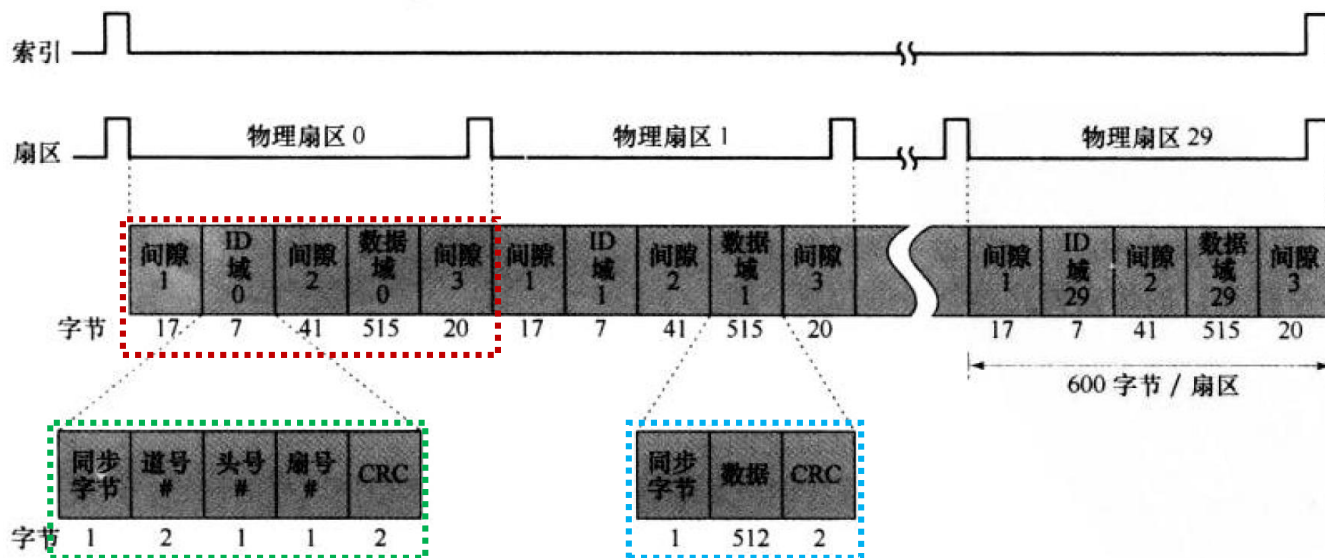 索引
扇区 物理扇区 0 物理扇区 1 物理扇区 29
间隙 1 ID 域 0 间隙 2 数据域 0 间隙 3 间隙 1 ID 域 1 间隙 2 数据域 1 间隙 3 间隙 1 ID 域 29 间隙 2 数据域 29 间隙 3
字节 17 7 41 515 20 17 7 41 515 20 17 7 41 515 20
600 字节 / 扇区
同步字节 道号# 头号# 扇号# CRC 同步字节 数据 CRC
字节 1 2 1 1 2 1 512 2